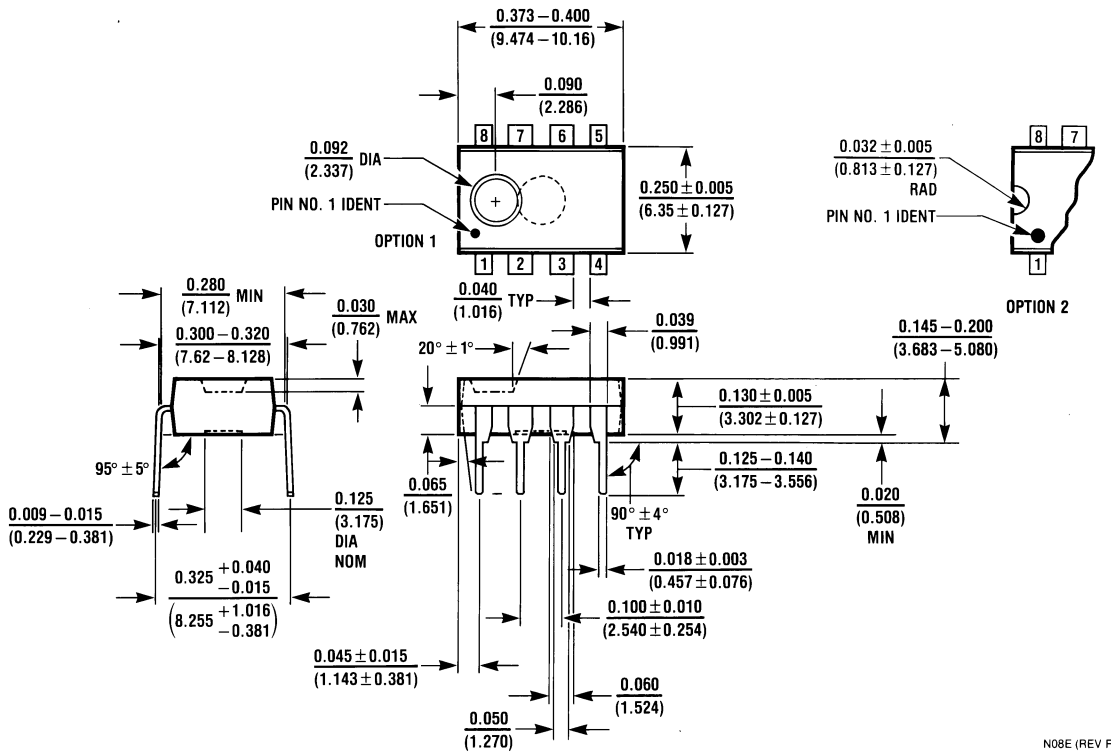 0.373 – 0.400
(9.474 – 10.16)
0.090
(2.286)
8 7 6 5
0.092 DIA
(2.337)
PIN NO. 1 IDENT
OPTION 1
0.250 ± 0.005
(6.35 ± 0.127)
1 2 3 4
8 7
0.032 ± 0.005
(0.813 ± 0.127)
RAD
PIN NO. 1 IDENT
1
OPTION 2
0.280 MIN
(7.112)
0.030 MAX
(0.762)
0.300 – 0.320
(7.62 – 8.128)
0.040 TYP
(1.016)
0.039
(0.991)
0.145 – 0.200
(3.683 – 5.080)
20° ± 1°
0.130 ± 0.005
(3.302 ± 0.127)
95° ± 5°
0.065
(1.651)
0.125 – 0.140
(3.175 – 3.556)
0.009 – 0.015
(0.229 – 0.381)
0.125
(3.175)
DIA
NOM
90° ± 4°
TYP
0.020
(0.508)
MIN
0.018 ± 0.003
(0.457 ± 0.076)
0.325 +0.040
–0.015
(8.255 +1.016
–0.381)
0.100 ± 0.010
(2.540 ± 0.254)
0.045 ± 0.015
(1.143 ± 0.381)
0.060
(1.524)
0.050
(1.270)
N08E (REV F